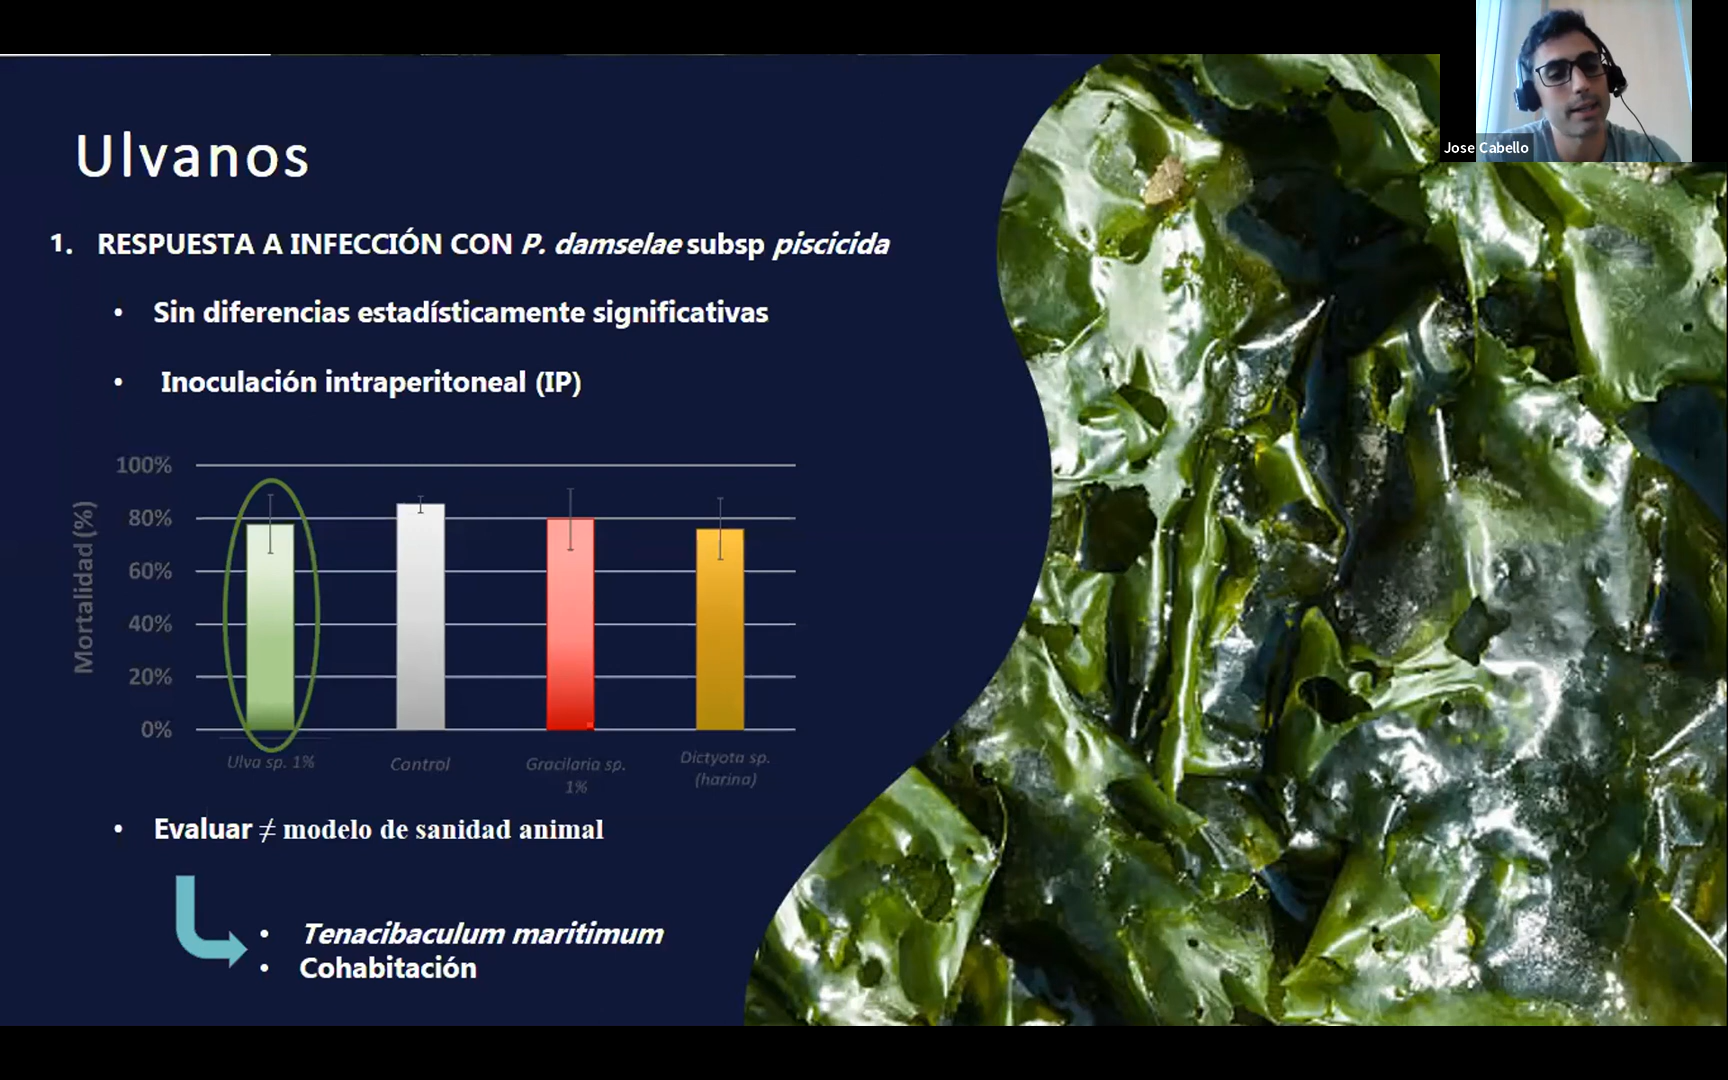 Jose Cabello
Ulvanos
1. RESPUESTA A INFECCIÓN CON P. damselae subsp piscicida
• Sin diferencias estadísticamente significativas
• Inoculación intraperitoneal (IP)
Mortalidad (%)
100%
80%
60%
40%
20%
0%
Ulva sp. 1%
Control
Gracilaria sp.
1%
Dictyota sp.
(harina)
• Evaluar ≠ modelo de sanidad animal
• Tenacibaculum maritimum
• Cohabitación